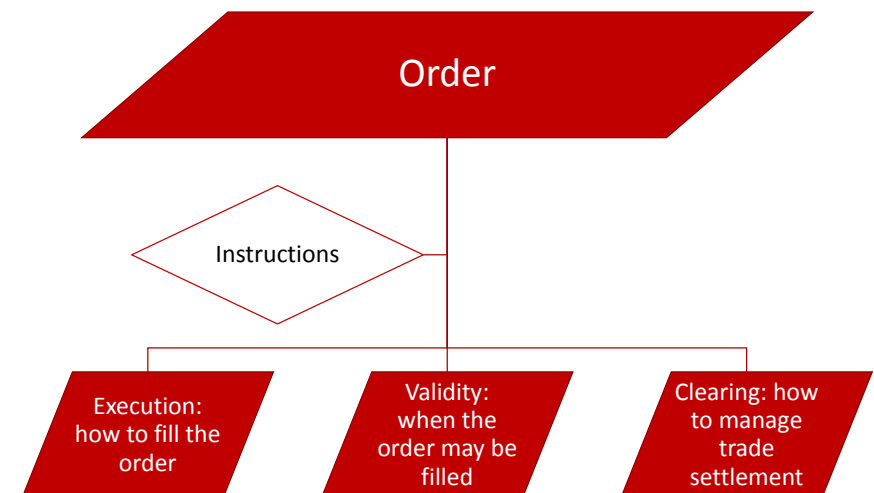 Order
Instructions
Execution:
how to fill the
order
Validity:
when the
order may be
filled
Clearing: how
to manage
trade
settlement